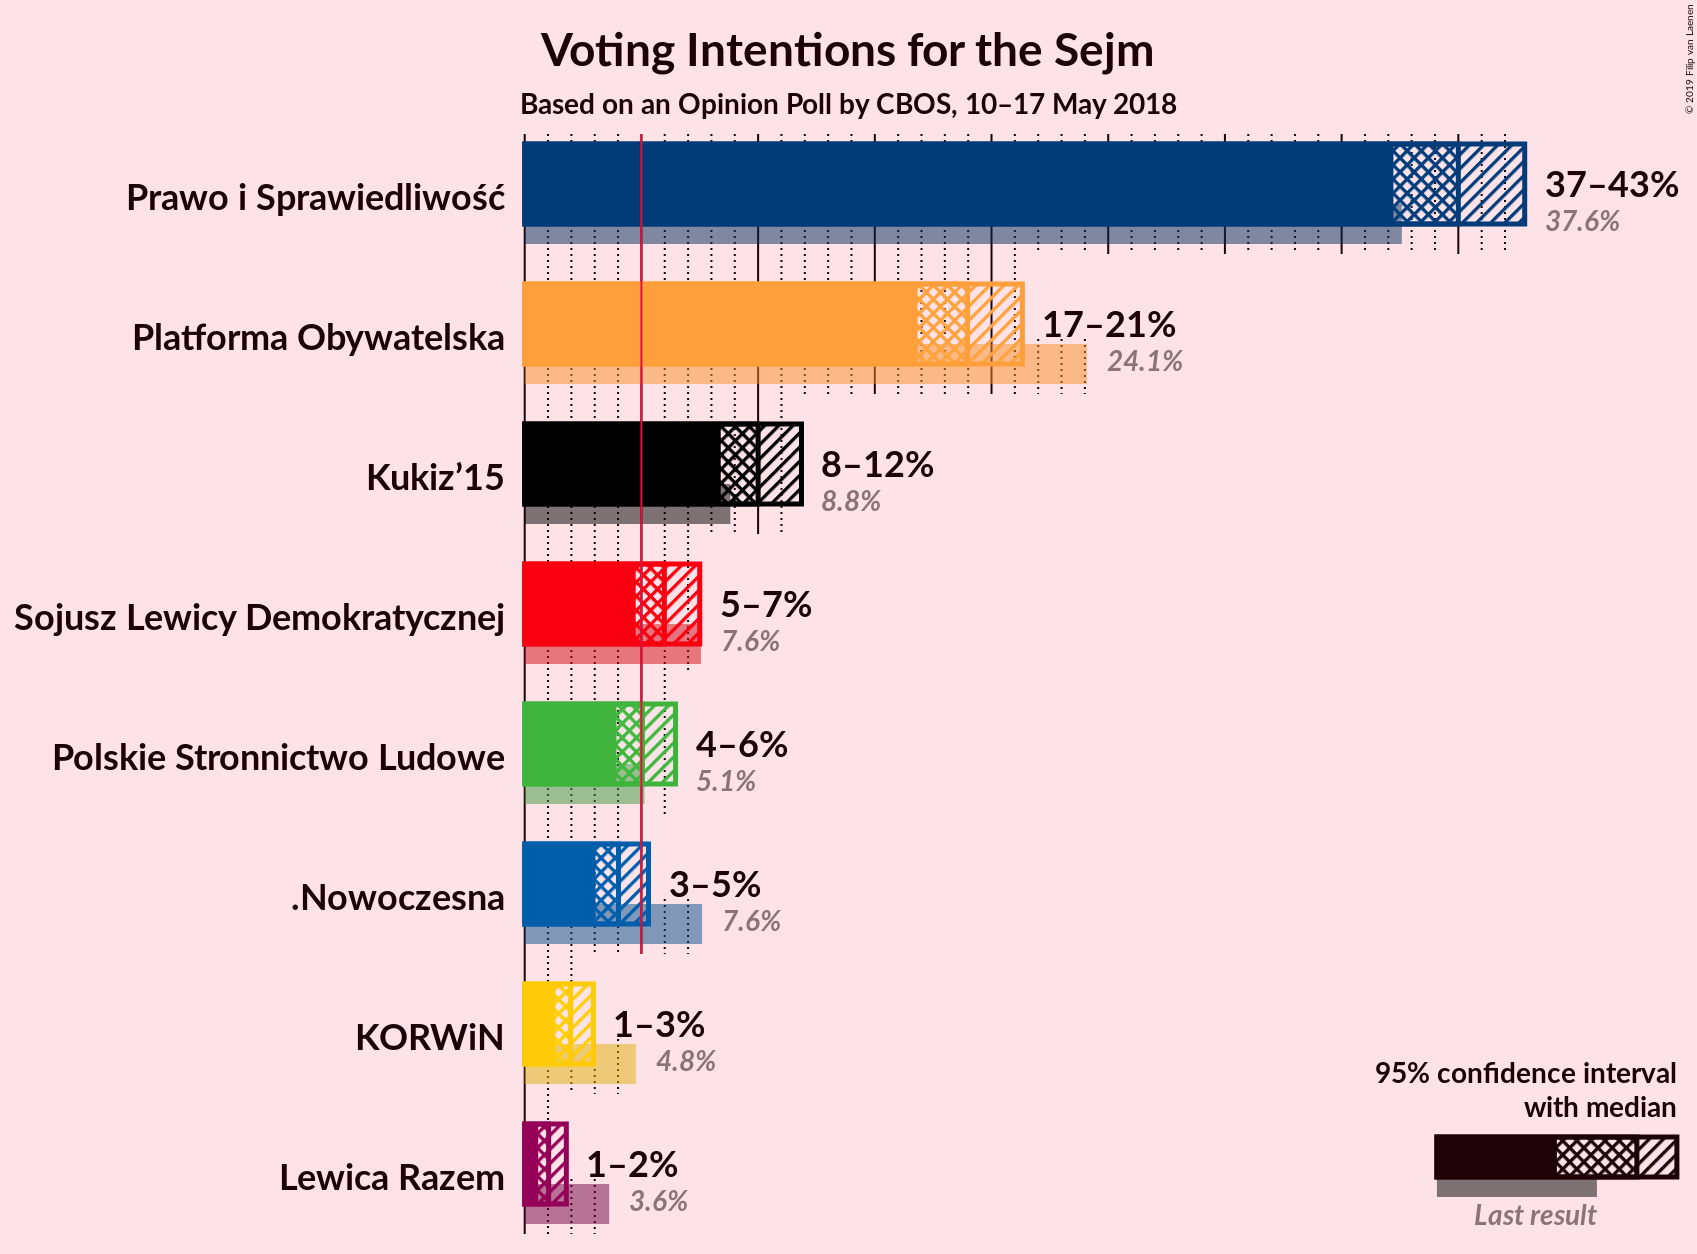 © 2019 Filip van Laenen
Voting Intentions for the Sejm
Based on an Opinion Poll by CBOS, 10–17 May 2018
Prawo i Sprawiedliwość
37–43%
37.6%
Platforma Obywatelska
17–21%
24.1%
Kukiz’15
8–12%
8.8%
Sojusz Lewicy Demokratycznej
5–7%
7.6%
Polskie Stronnictwo Ludowe
4–6%
5.1%
.Nowoczesna
3–5%
7.6%
KORWiN
1–3%
4.8%
Lewica Razem
1–2%
3.6%
95% confidence interval
with median
Last result